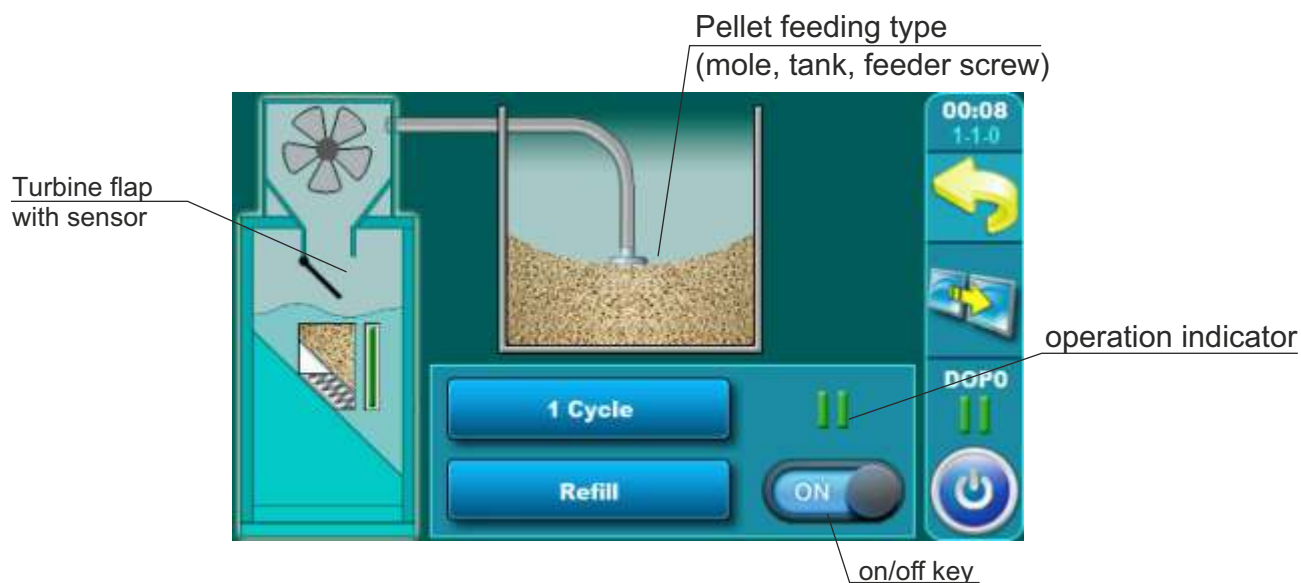 Pellet feeding type
(mole, tank, feeder screw)
00:08
1-1-0
Turbine flap
with sensor
operation indicator
DOP0
1 Cycle
Refill
ON
on/off key